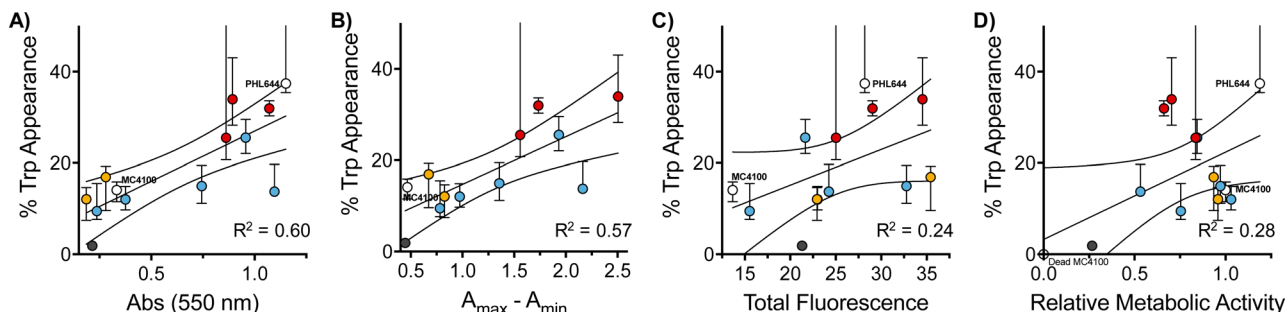 A)
% Trp Appearance
40
20
0
0.5
1.0
Abs (550 nm)
PHL644
MC4100
R² = 0.60
B)
% Trp Appearance
40
20
0
0.5
1.0
1.5
2.0
2.5
Amax - Amin
MC4100
R² = 0.57
C)
% Trp Appearance
40
20
0
15
20
25
30
35
Total Fluorescence
PHL644
MC4100
R² = 0.24
D)
% Trp Appearance
40
20
0
0.0
0.5
1.0
Relative Metabolic Activity
PHL644
MC4100
Dead MC4100
R² = 0.28